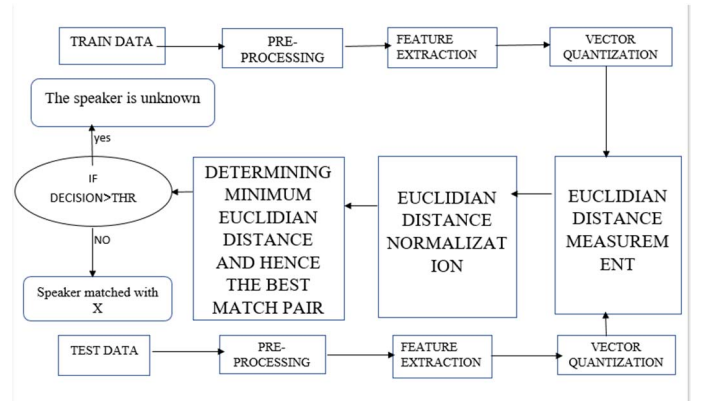 TRAIN DATA
PRE-
PROCESSING
FEATURE
EXTRACTION
VECTOR
QUANTIZATION
The speaker is unknown
yes
IF
DECISION>THR
NO
Speaker matched with
X
DETERMINING
MINIMUM
EUCLIDIAN
DISTANCE
AND HENCE
THE BEST
MATCH PAIR
EUCLIDIAN
DISTANCE
NORMALIZAT
ION
EUCLIDIAN
DISTANCE
MEASUREM
ENT
TEST DATA
PRE-
PROCESSING
FEATURE
EXTRACTION
VECTOR
QUANTIZATION